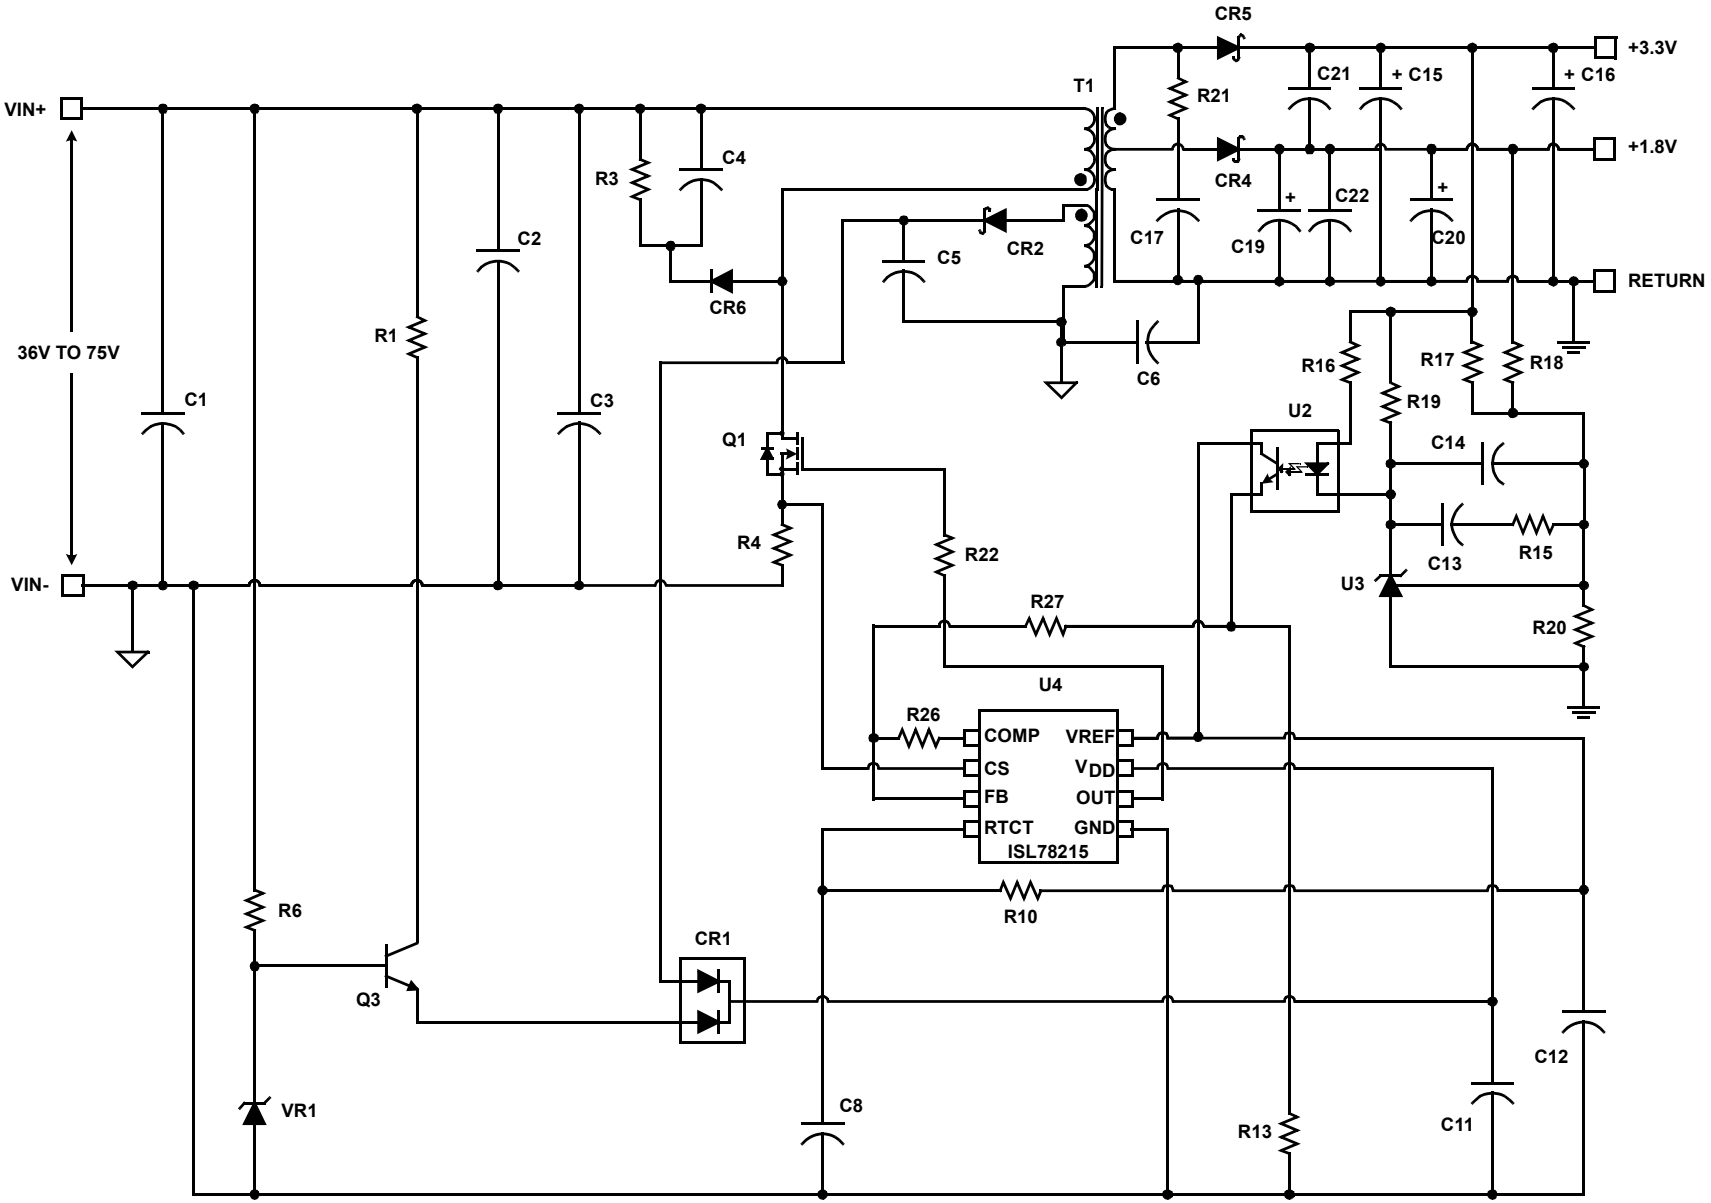 CR5
+3.3V
T1
C21
+ C15
+ C16
R21
VIN+
+1.8V
C4
R3
CR4
+
C22
+
C17
C19
C20
C2
CR2
C5
RETURN
CR6
R1
36V TO 75V
R16
R17
R18
C6
C1
C3
R19
U2
Q1
C14
R4
R22
R15
C13
VIN-
U3
R27
R20
U4
R26
COMP
VREF
CS
VDD
FB
OUT
RTCT
GND
ISL78215
R6
R10
CR1
Q3
C12
VR1
C8
C11
R13